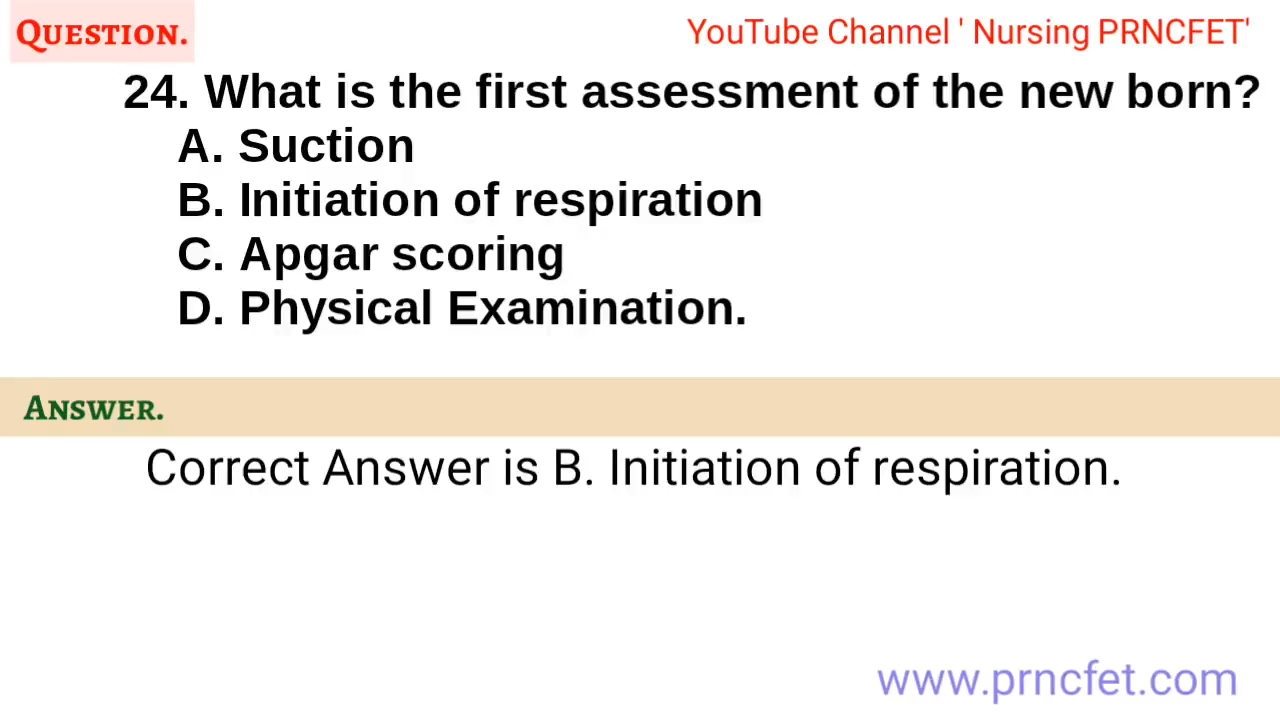 QUESTION.
YouTube Channel ' Nursing PRNCFET'
24. What is the first assessment of the new born?
A. Suction
B. Initiation of respiration
C. Apgar scoring
D. Physical Examination.
ANSWER.
Correct Answer is B. Initiation of respiration.
www.prncfet.com